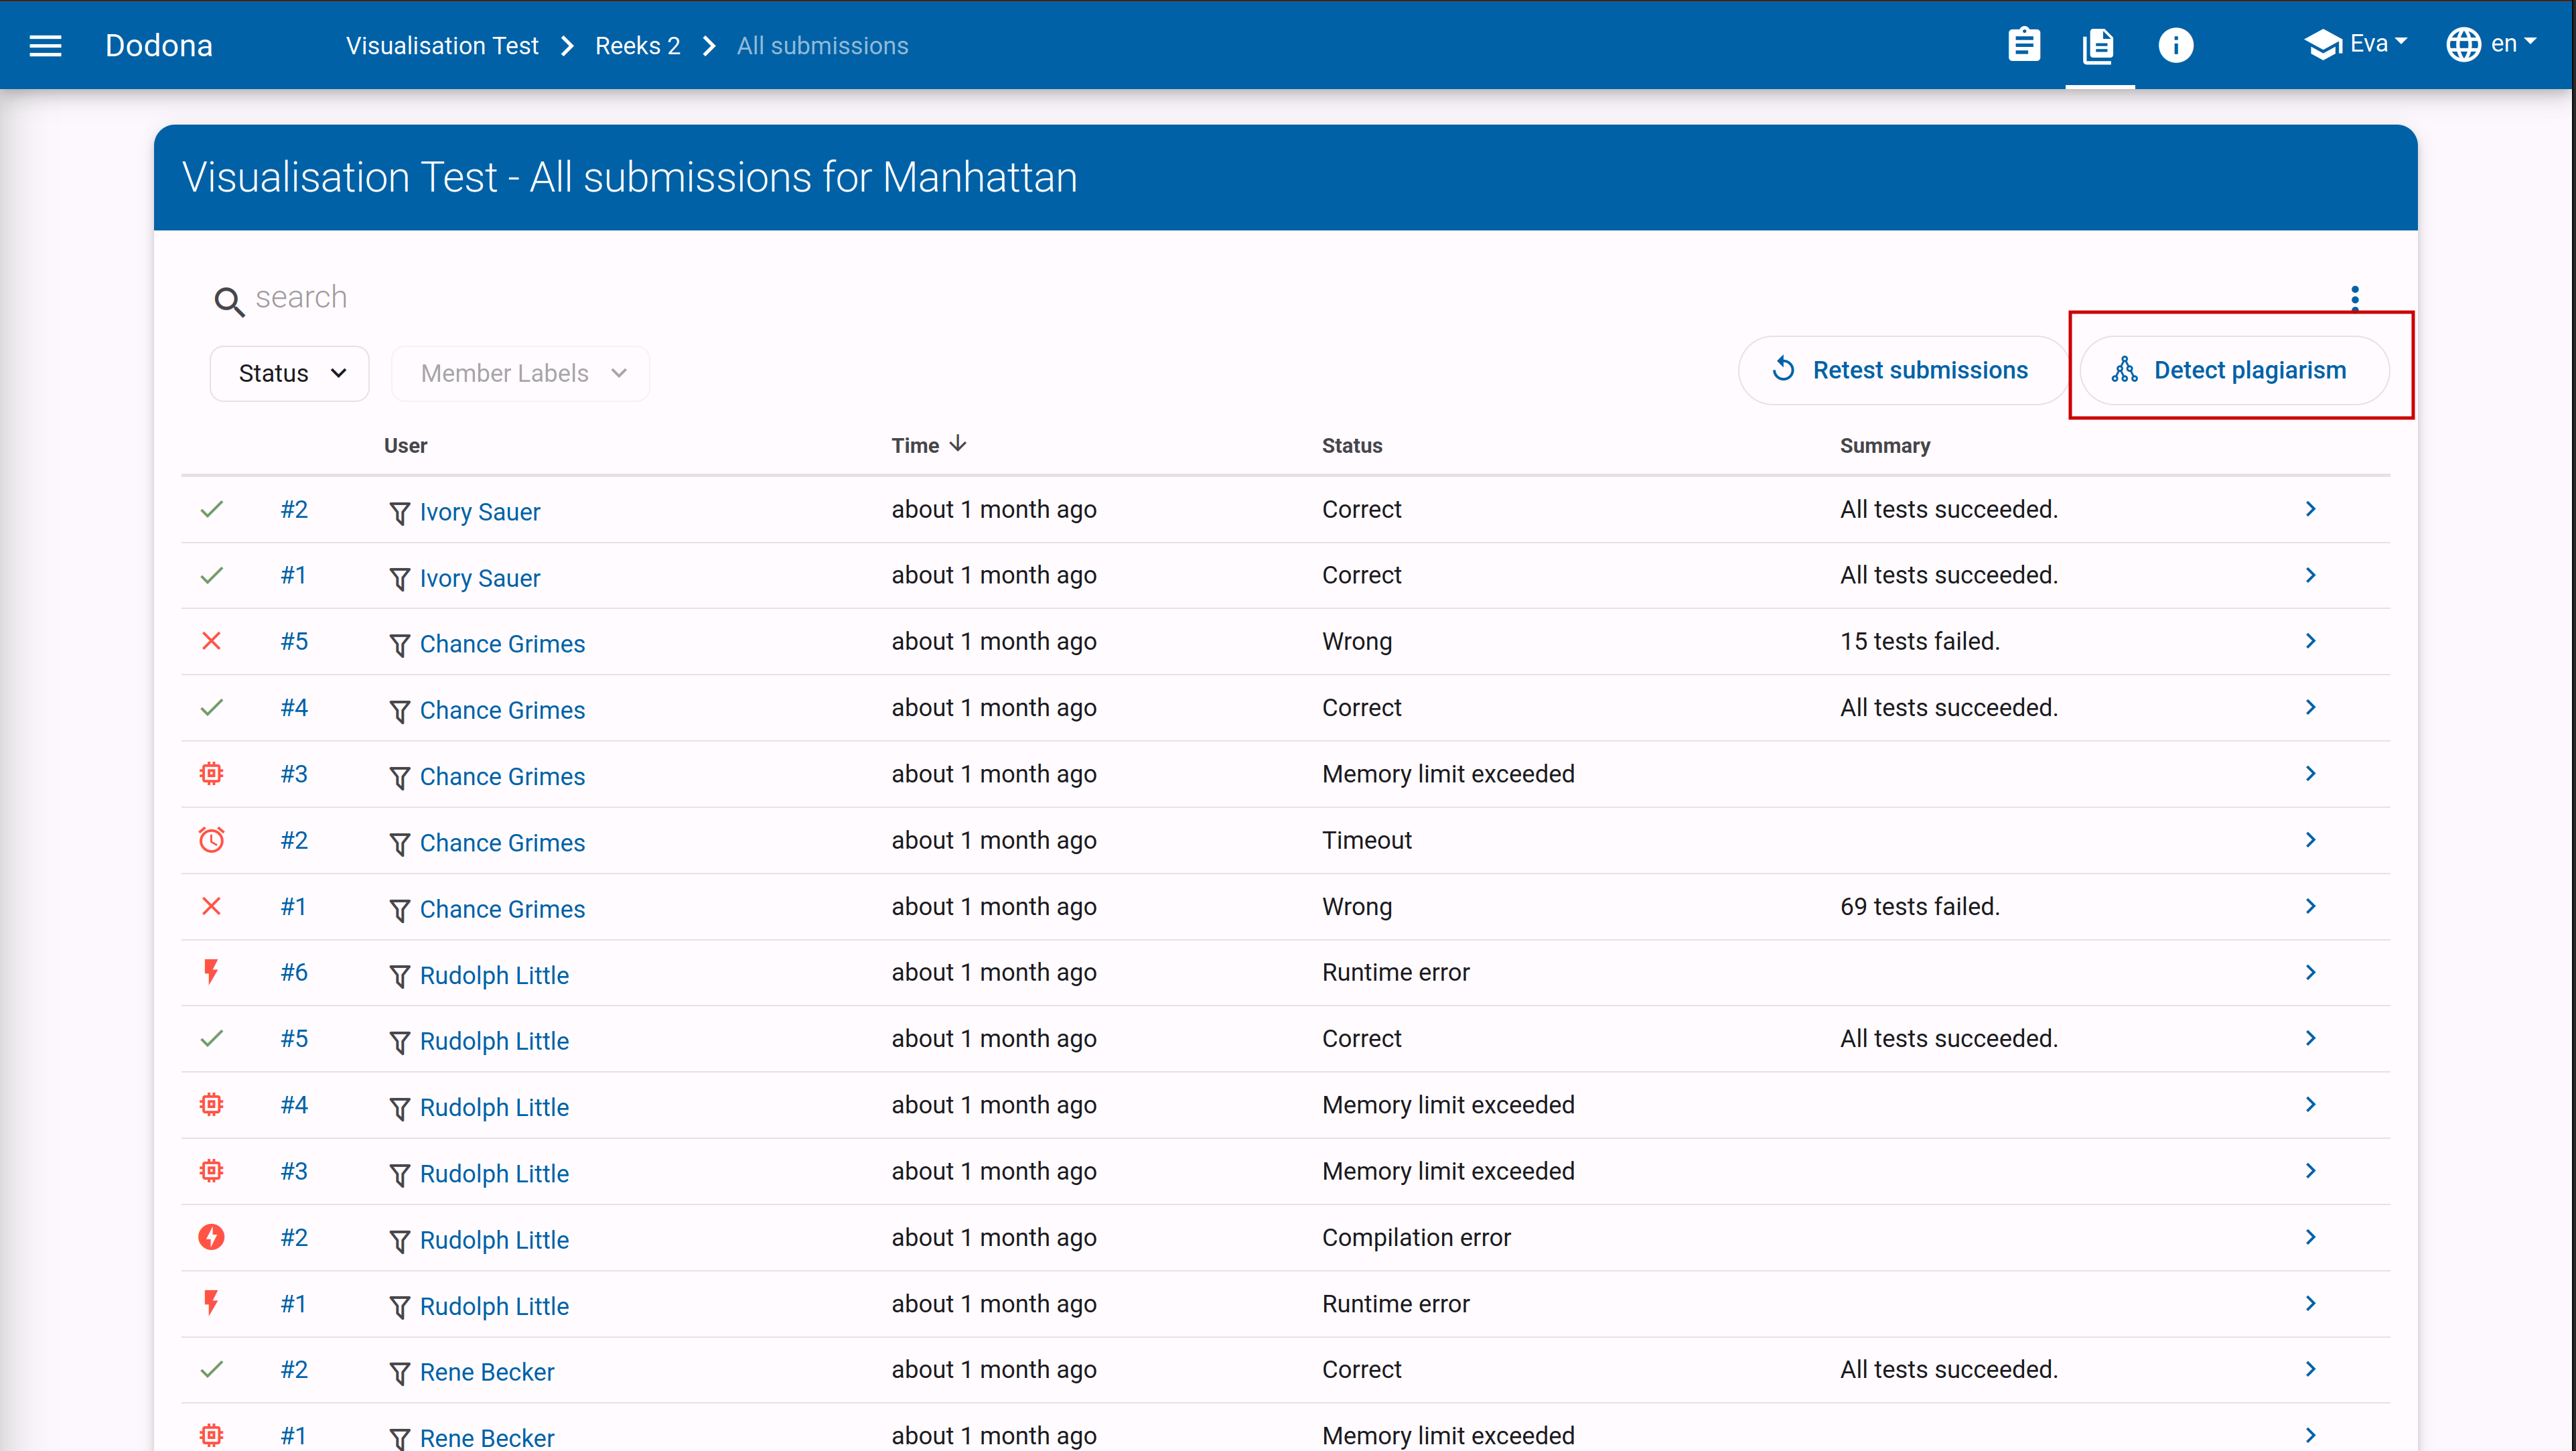 Dodona Visualisation Test Reeks 2 All submissions Eva en
Visualisation Test - All submissions for Manhattan
search
Status Member Labels Retest submissions Detect plagiarism
User Time Status Summary
#2 Ivory Sauer about 1 month ago Correct All tests succeeded.
#1 Ivory Sauer about 1 month ago Correct All tests succeeded.
#5 Chance Grimes about 1 month ago Wrong 15 tests failed.
#4 Chance Grimes about 1 month ago Correct All tests succeeded.
#3 Chance Grimes about 1 month ago Memory limit exceeded
#2 Chance Grimes about 1 month ago Timeout
#1 Chance Grimes about 1 month ago Wrong 69 tests failed.
#6 Rudolph Little about 1 month ago Runtime error
#5 Rudolph Little about 1 month ago Correct All tests succeeded.
#4 Rudolph Little about 1 month ago Memory limit exceeded
#3 Rudolph Little about 1 month ago Memory limit exceeded
#2 Rudolph Little about 1 month ago Compilation error
#1 Rudolph Little about 1 month ago Runtime error
#2 Rene Becker about 1 month ago Correct All tests succeeded.
#1 Rene Becker about 1 month ago Memory limit exceeded